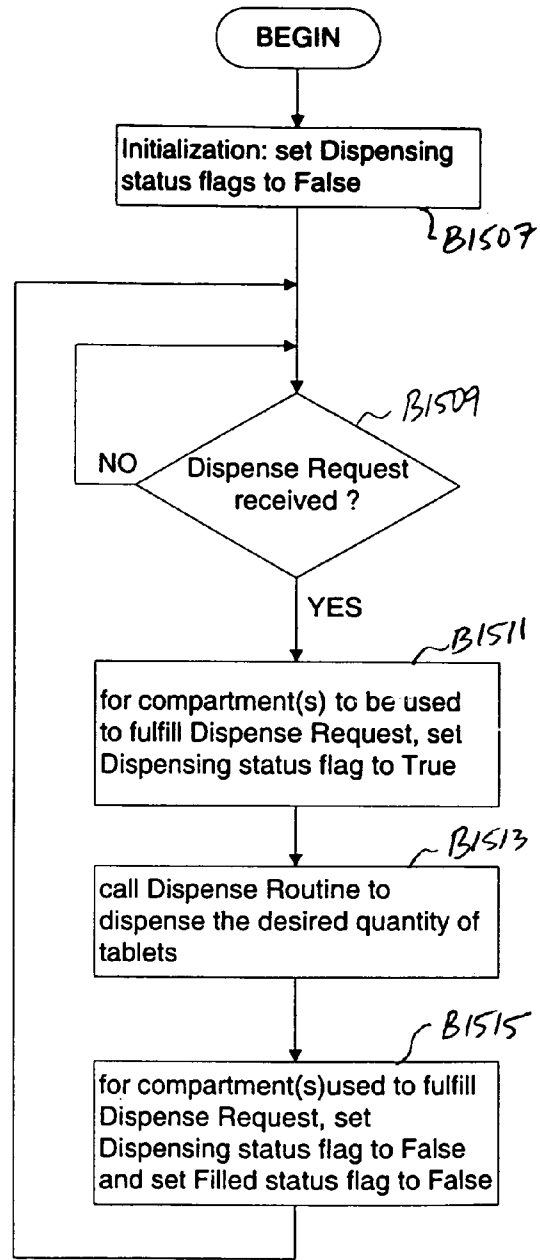 BEGIN
Initialization: set Dispensing
status flags to False
B1507
B1509
NO
Dispense Request
received ?
YES
B1511
for compartment(s) to be used
to fulfill Dispense Request, set
Dispensing status flag to True
B1513
call Dispense Routine to
dispense the desired quantity of
tablets
B1515
for compartment(s)used to fulfill
Dispense Request, set
Dispensing status flag to False
and set Filled status flag to False